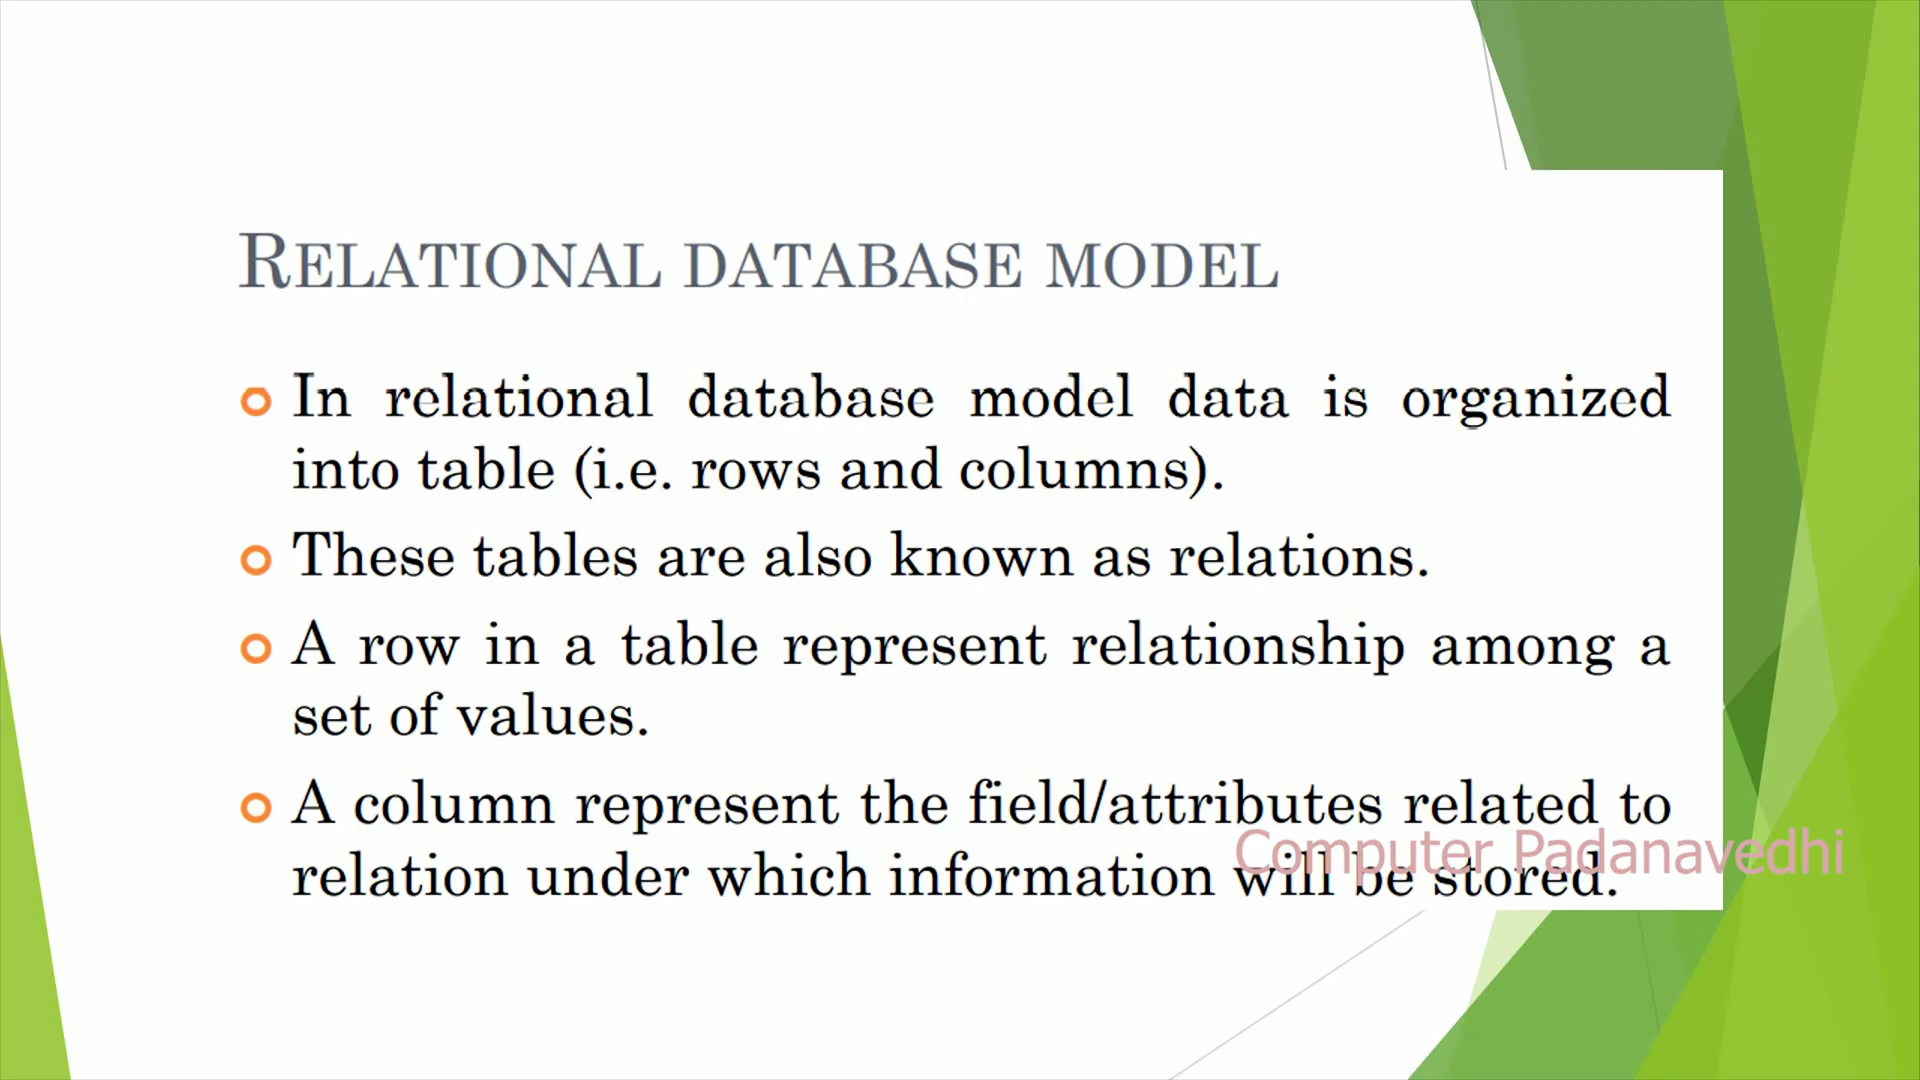 RELATIONAL DATABASE MODEL
In relational database model data is organized
into table (i.e. rows and columns).
These tables are also known as relations.
A row in a table represent relationship among a
set of values.
A column represent the field/attributes related to
relation under which information will be stored.
Computer Padanavedhi